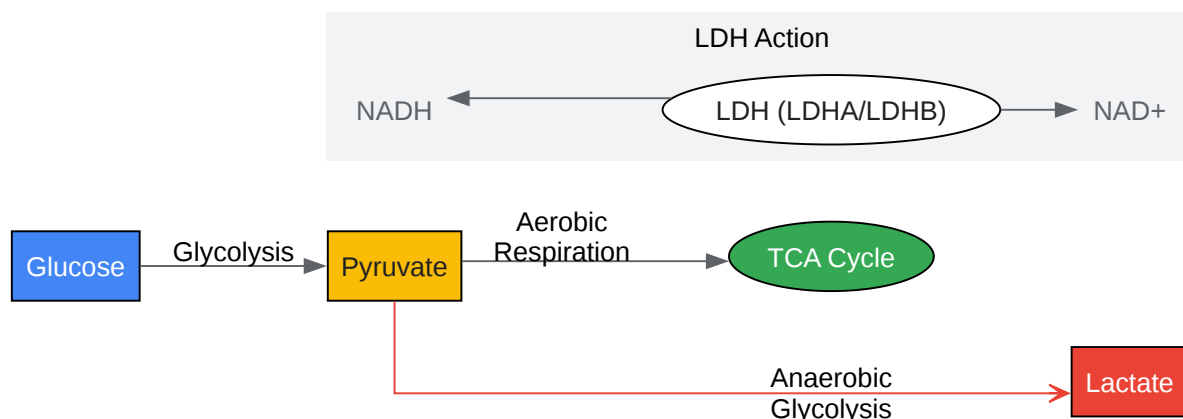 LDH Action
NADH
LDH (LDHA/LDHB)
NAD+
Glucose
Glycolysis
Pyruvate
Aerobic
Respiration
TCA Cycle
Anaerobic
Glycolysis
Lactate